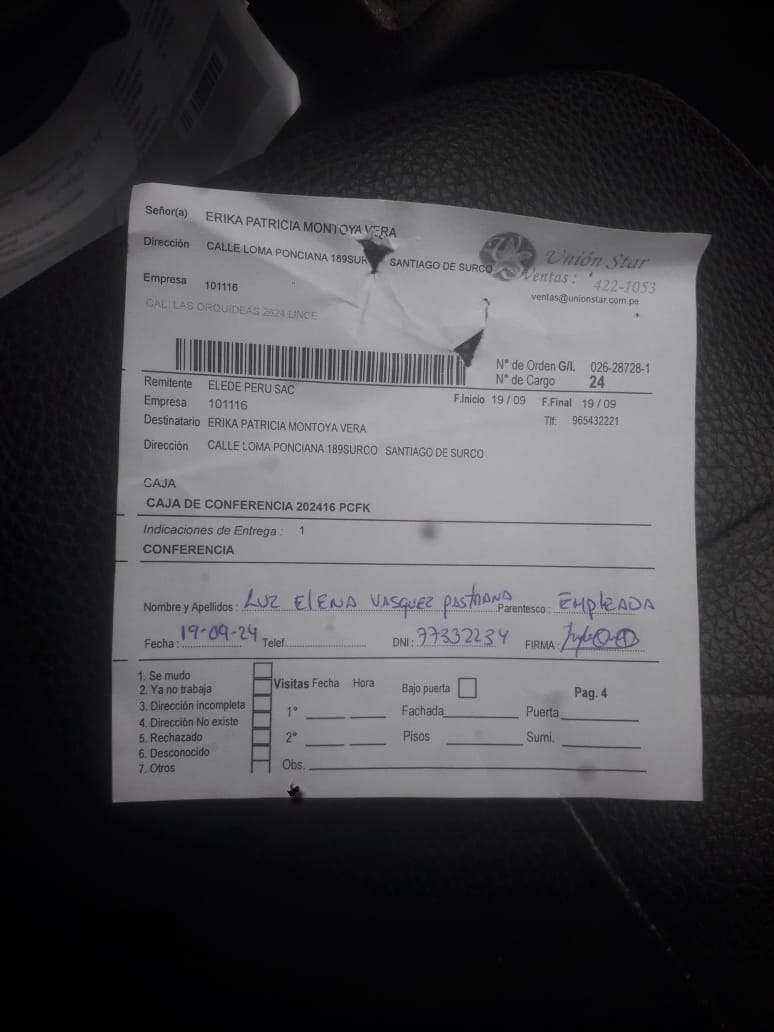 Señor(a) ERIKA PATRICIA MONTOYA VERA
Dirección CALLE LOMA PONCIANA 189SUR SANTIAGO DE SURCO
Empresa 101116
CAL. LAS ORQUIDEAS 2624 LINCE
Unión Star
Ventas : 422-1053
ventas@unionstar.com.pe
N° de Orden G/I. 026-28728-1
N° de Cargo 24
Remitente ELEDE PERU SAC
Empresa 101116
F.Inicio 19 / 09 F.Final 19 / 09
Destinatario ERIKA PATRICIA MONTOYA VERA
Tlf: 965432221
Dirección CALLE LOMA PONCIANA 189SURCO SANTIAGO DE SURCO
CAJA
CAJA DE CONFERENCIA 202416 PCFK
Indicaciones de Entrega : 1
CONFERENCIA
Nombre y Apellidos : LUZ ELENA VASQUEZ PASTRANA Parentesco : EMPLEADA
Fecha : 19-09-24 Telef. DNI : 77332234 FIRMA :
1. Se mudo
2. Ya no trabaja
3. Dirección incompleta
4. Dirección No existe
5. Rechazado
6. Desconocido
7. Otros
Visitas Fecha Hora Bajo puerta Pag. 4
1° Fachada Puerta
2° Pisos Sumi.
Obs.